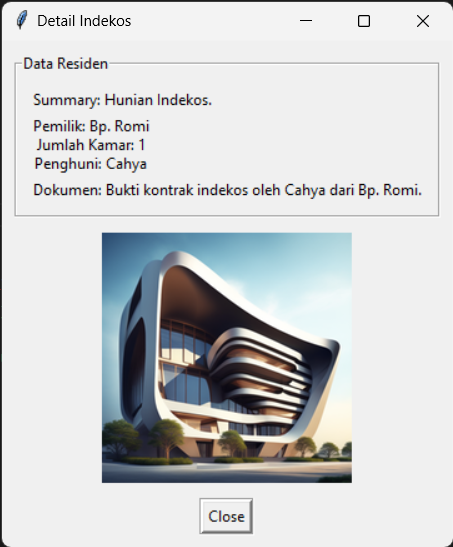 Detail Indekos
Data Residen
Summary: Hunian Indekos.
Pemilik: Bp. Romi
Jumlah Kamar: 1
Penghuni: Cahya
Dokumen: Bukti kontrak indekos oleh Cahya dari Bp. Romi.
Close